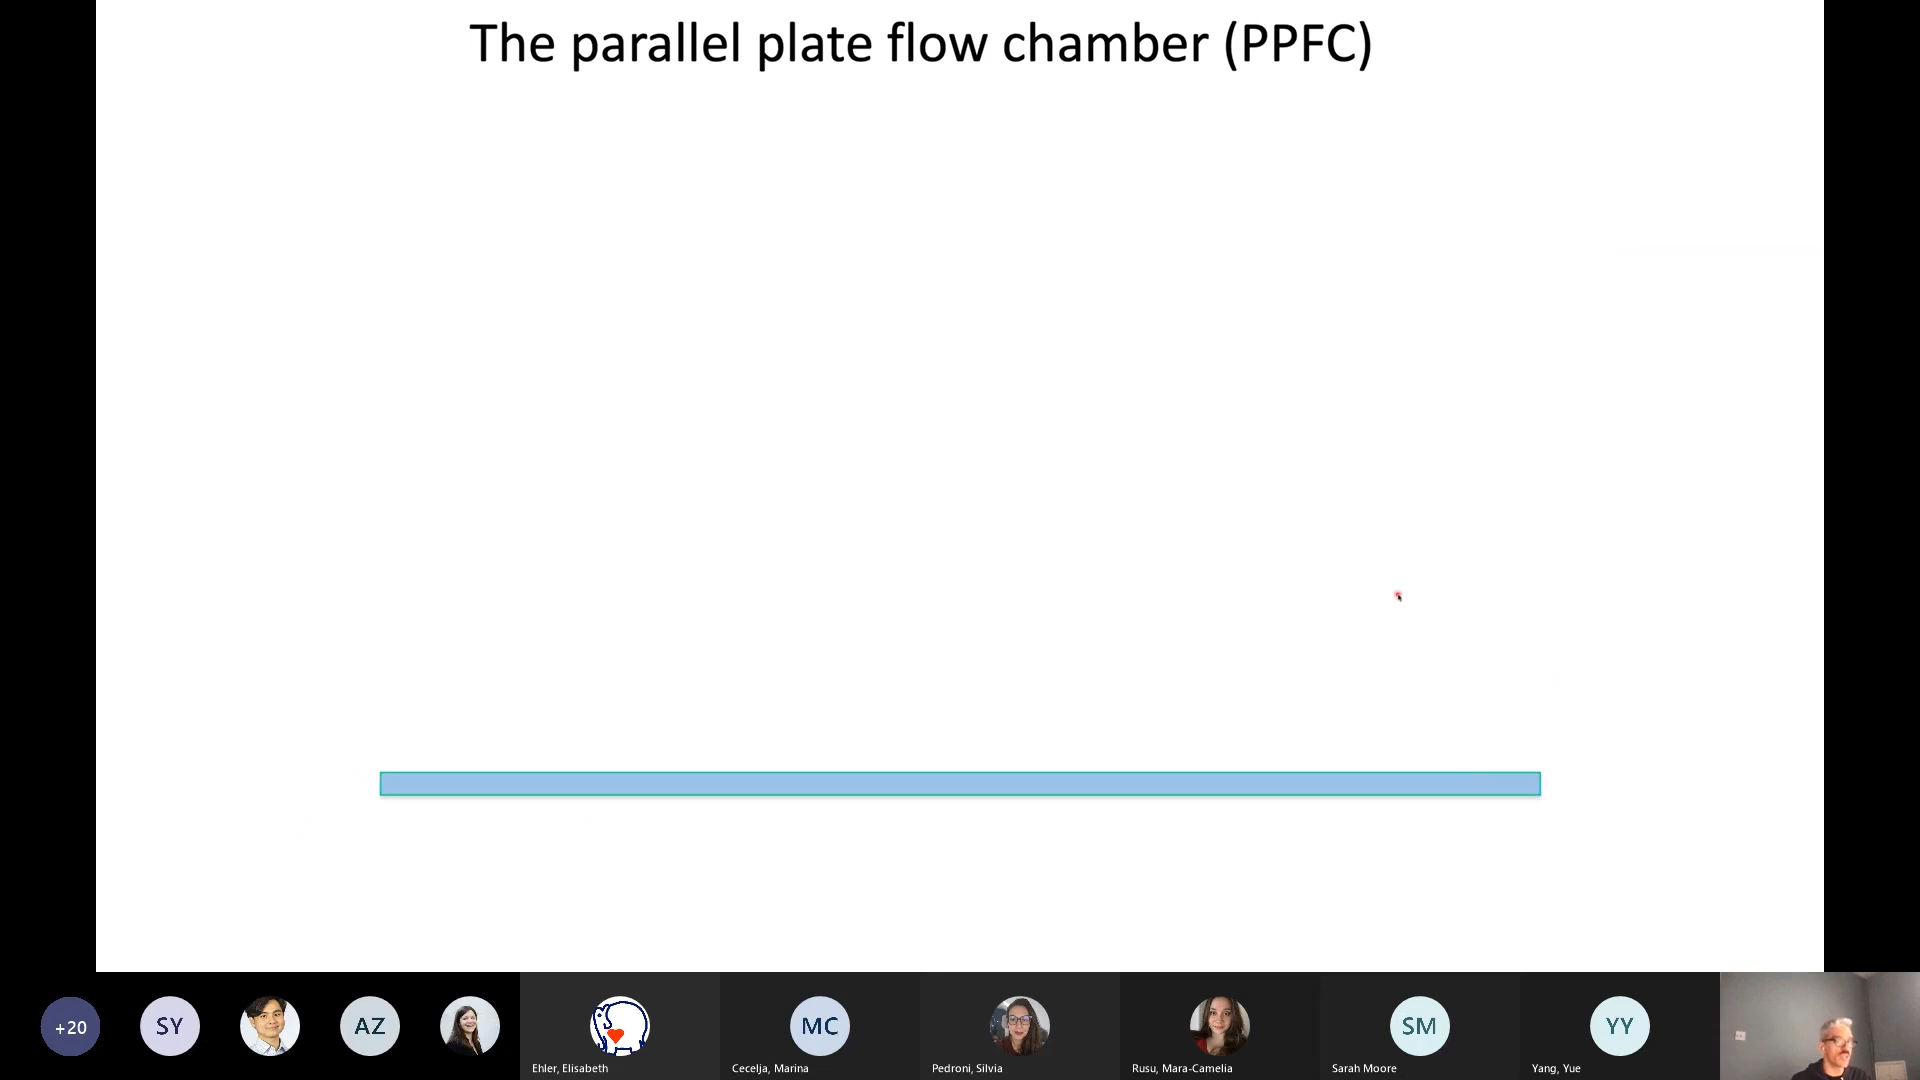 The parallel plate flow chamber (PPFC)
+20
SY
AZ
MC
SM
YY
Ehler, Elisabeth
Cecelja, Marina
Pedroni, Silvia
Rusu, Mara-Camelia
Sarah Moore
Yang, Yue